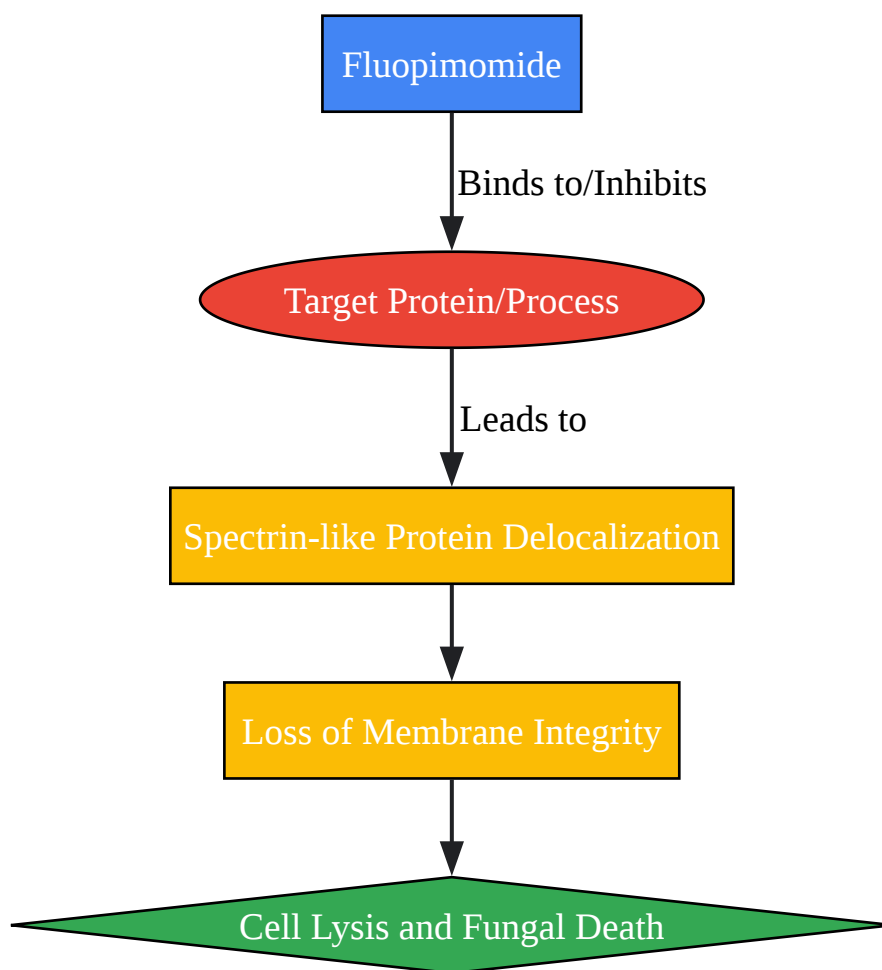 Fluopimomide
Binds to/Inhibits
Target Protein/Process
Leads to
Spectrin-like Protein Delocalization
Loss of Membrane Integrity
Cell Lysis and Fungal Death